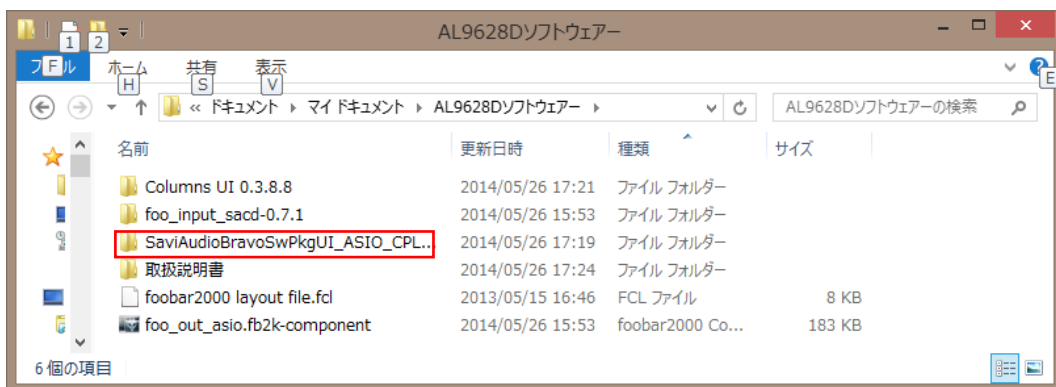 1 2 AL9628Dソフトウェアー
フ F ル ホーム 共有 表示
H S V E
« ドキュメント マイ ドキュメント AL9628Dソフトウェアー AL9628Dソフトウェアーの検索
名前 更新日時 種類 サイズ
Columns UI 0.3.8.8 2014/05/26 17:21 ファイル フォルダー
foo_input_sacd-0.7.1 2014/05/26 15:53 ファイル フォルダー
SaviAudioBravoSwPkgUI_ASIO_CPL... 2014/05/26 17:19 ファイル フォルダー
取扱説明書 2014/05/26 17:24 ファイル フォルダー
foobar2000 layout file.fcl 2013/05/15 16:46 FCL ファイル 8 KB
foo_out_asio.fb2k-component 2014/05/26 15:53 foobar2000 Co... 183 KB
6 個の項目